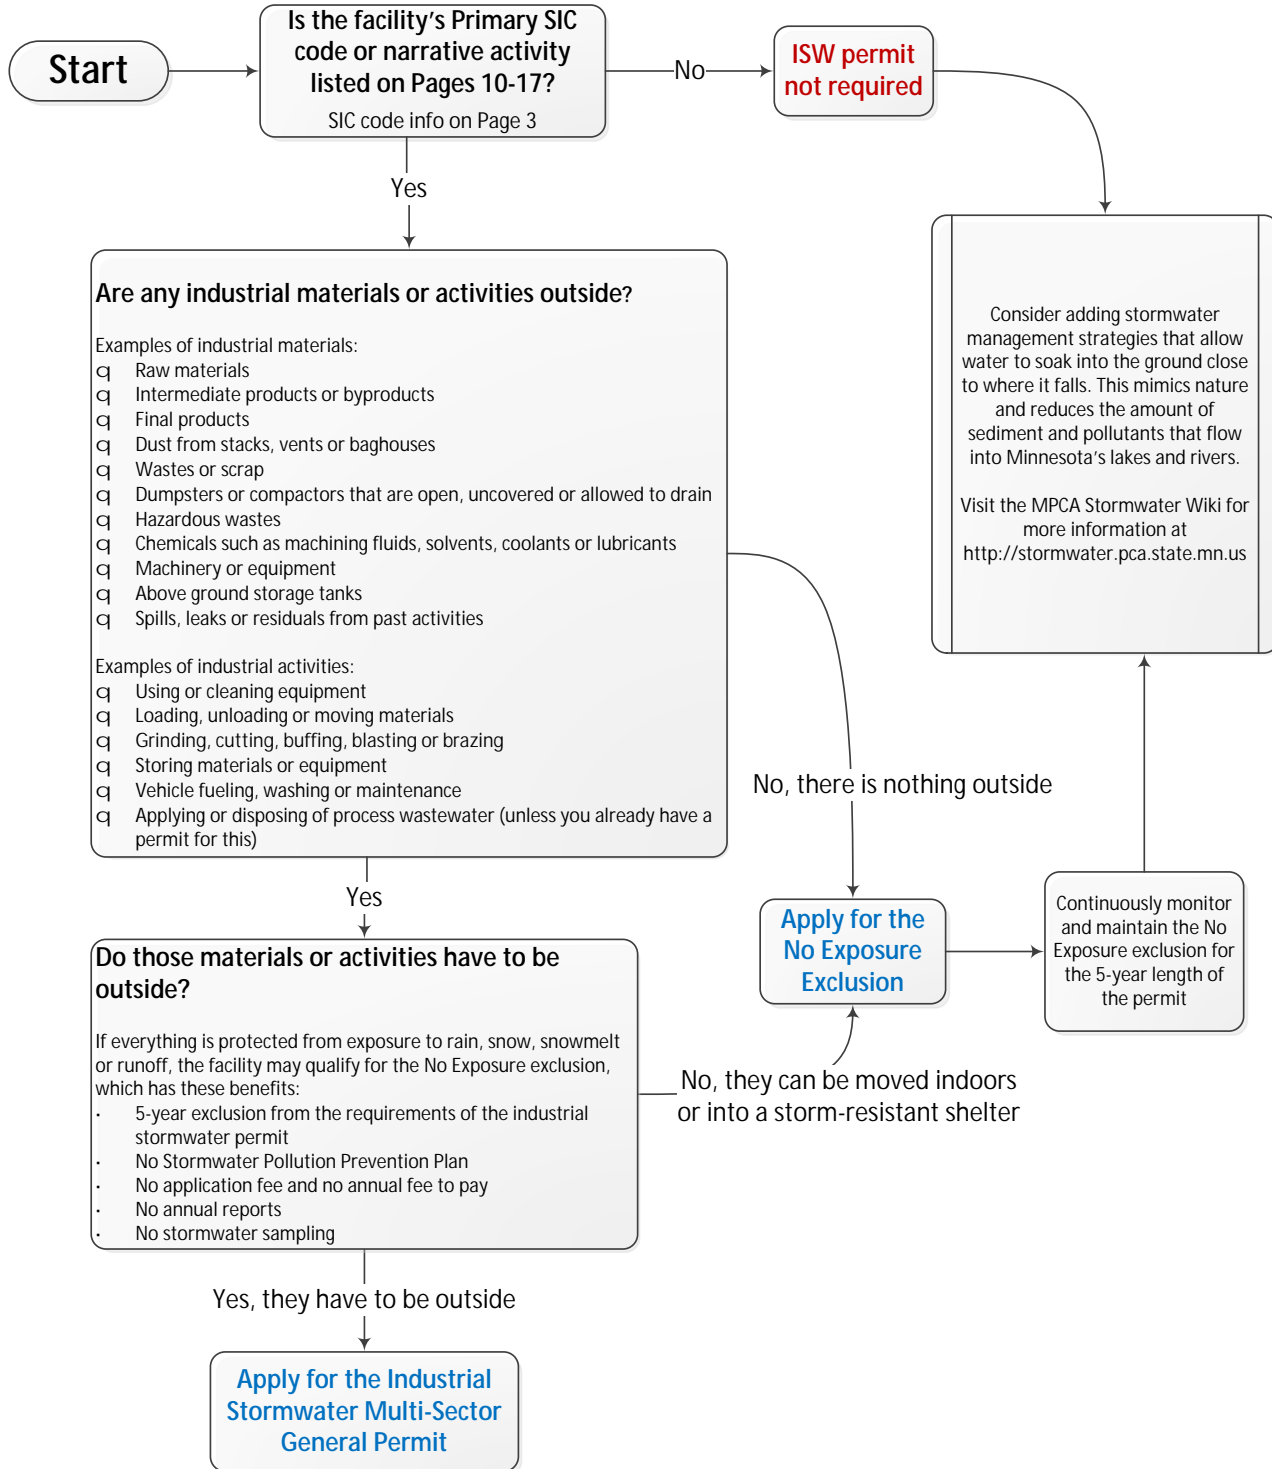 Start
Is the facility's Primary SIC
code or narrative activity
listed on Pages 10-17?
SIC code info on Page 3
No
ISW permit
not required
Yes
Are any industrial materials or activities outside?
Examples of industrial materials:
q Raw materials
q Intermediate products or byproducts
q Final products
q Dust from stacks, vents or baghouses
q Wastes or scrap
q Dumpsters or compactors that are open, uncovered or allowed to drain
q Hazardous wastes
q Chemicals such as machining fluids, solvents, coolants or lubricants
q Machinery or equipment
q Above ground storage tanks
q Spills, leaks or residuals from past activities
Examples of industrial activities:
q Using or cleaning equipment
q Loading, unloading or moving materials
q Grinding, cutting, buffing, blasting or brazing
q Storing materials or equipment
q Vehicle fueling, washing or maintenance
q Applying or disposing of process wastewater (unless you already have a
permit for this)
Consider adding stormwater
management strategies that allow
water to soak into the ground close
to where it falls. This mimics nature
and reduces the amount of
sediment and pollutants that flow
into Minnesota's lakes and rivers.
Visit the MPCA Stormwater Wiki for
more information at
http://stormwater.pca.state.mn.us
No, there is nothing outside
Yes
Do those materials or activities have to be
outside?
If everything is protected from exposure to rain, snow, snowmelt
or runoff, the facility may qualify for the No Exposure exclusion,
which has these benefits:
· 5-year exclusion from the requirements of the industrial
stormwater permit
· No Stormwater Pollution Prevention Plan
· No application fee and no annual fee to pay
· No annual reports
· No stormwater sampling
Apply for the
No Exposure
Exclusion
Continuously monitor
and maintain the No
Exposure exclusion for
the 5-year length of
the permit
No, they can be moved indoors
or into a storm-resistant shelter
Yes, they have to be outside
Apply for the Industrial
Stormwater Multi-Sector
General Permit